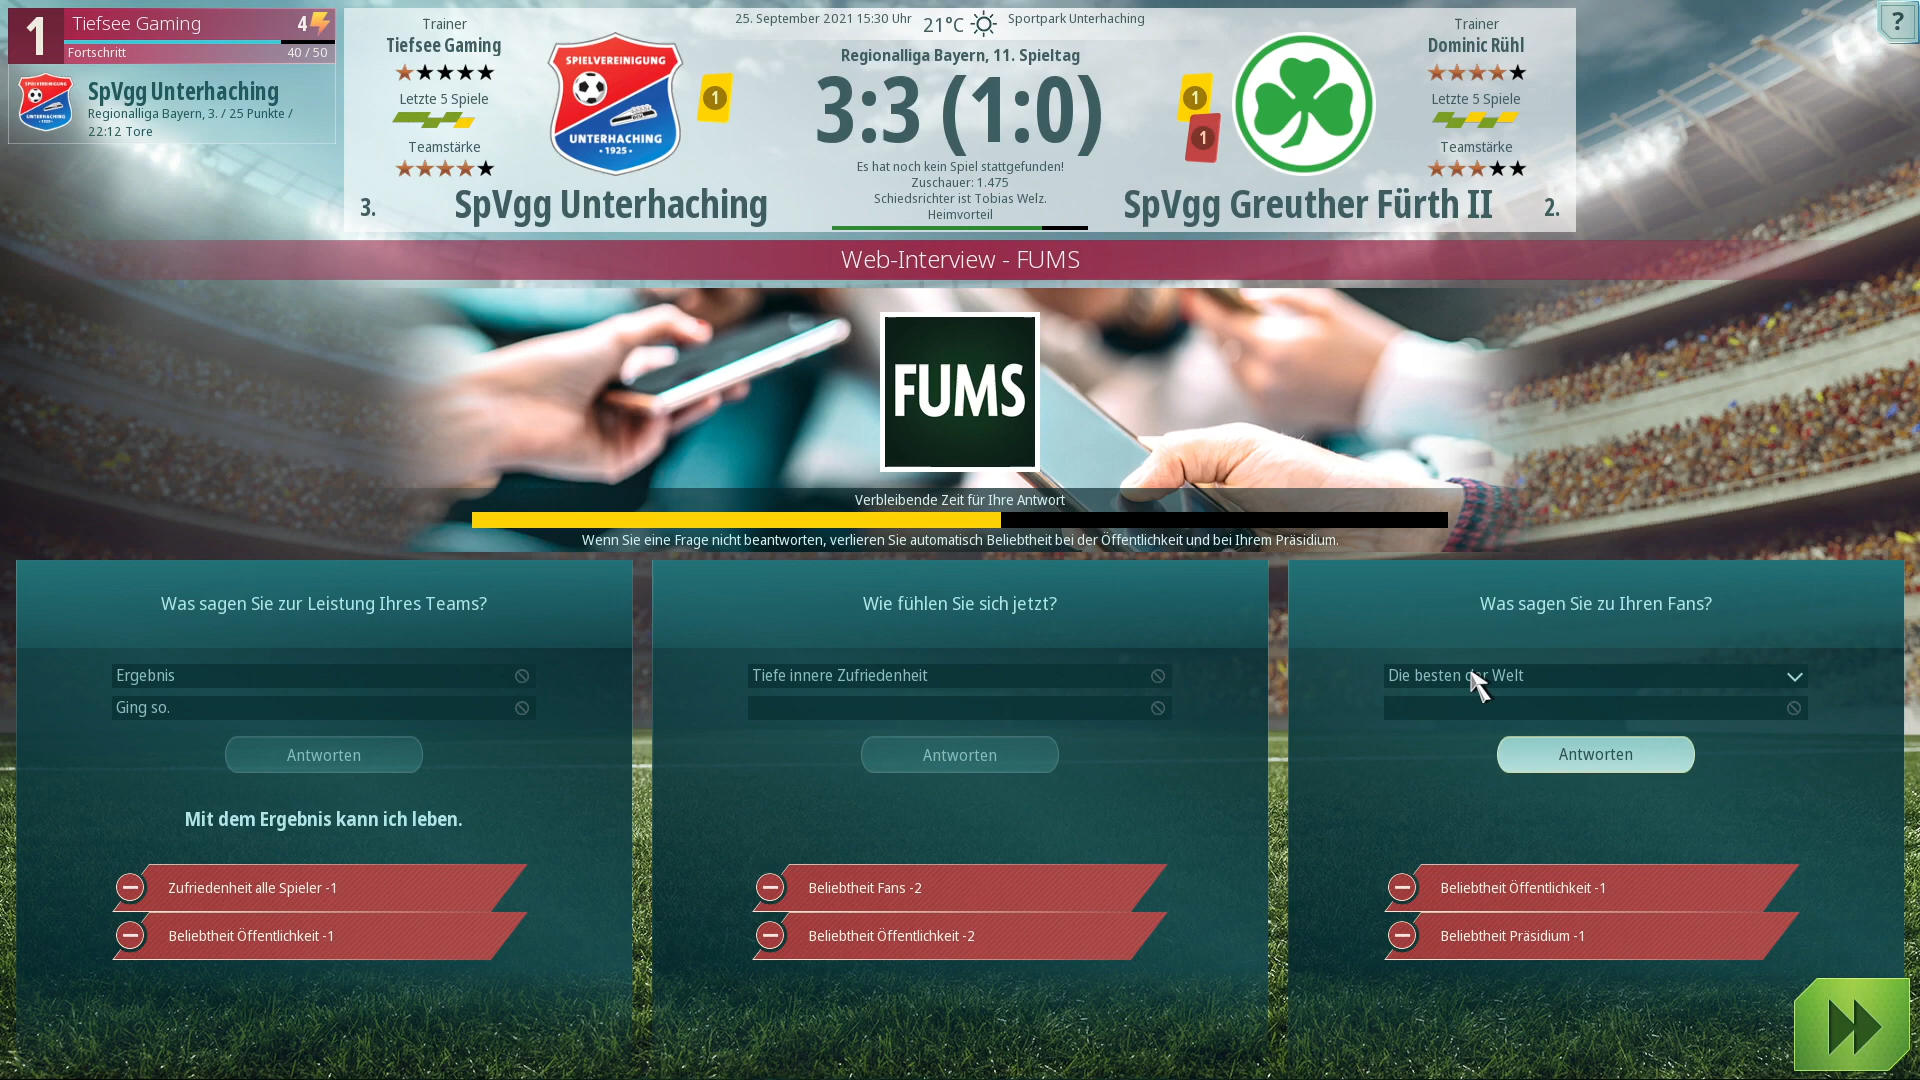 1
Tiefsee Gaming
4
Fortschritt
40 / 50
SpVgg Unterhaching
Regionalliga Bayern, 3. / 25 Punkte /
22:12 Tore
Trainer
Tiefsee Gaming
Letzte 5 Spiele
Teamstärke
SPIELVEREINIGUNG
UNTERHACHING
• 1925 •
1
25. September 2021 15:30 Uhr
21°C
Sportpark Unterhaching
Regionalliga Bayern, 11. Spieltag
3:3 (1:0)
Es hat noch kein Spiel stattgefunden!
Zuschauer: 1.475
Schiedsrichter ist Tobias Welz.
Heimvorteil
1
1
Trainer
Dominic Rühl
Letzte 5 Spiele
Teamstärke
3.
SpVgg Unterhaching
SpVgg Greuther Fürth II
2.
?
Web-Interview - FUMS
FUMS
Verbleibende Zeit für Ihre Antwort
Wenn Sie eine Frage nicht beantworten, verlieren Sie automatisch Beliebtheit bei der Öffentlichkeit und bei Ihrem Präsidium.
Was sagen Sie zur Leistung Ihres Teams?
Ergebnis
Ging so.
Antworten
Mit dem Ergebnis kann ich leben.
Zufriedenheit alle Spieler -1
Beliebtheit Öffentlichkeit -1
Wie fühlen Sie sich jetzt?
Tiefe innere Zufriedenheit
Antworten
Beliebtheit Fans -2
Beliebtheit Öffentlichkeit -2
Was sagen Sie zu Ihren Fans?
Die besten der Welt
Antworten
Beliebtheit Öffentlichkeit -1
Beliebtheit Präsidium -1